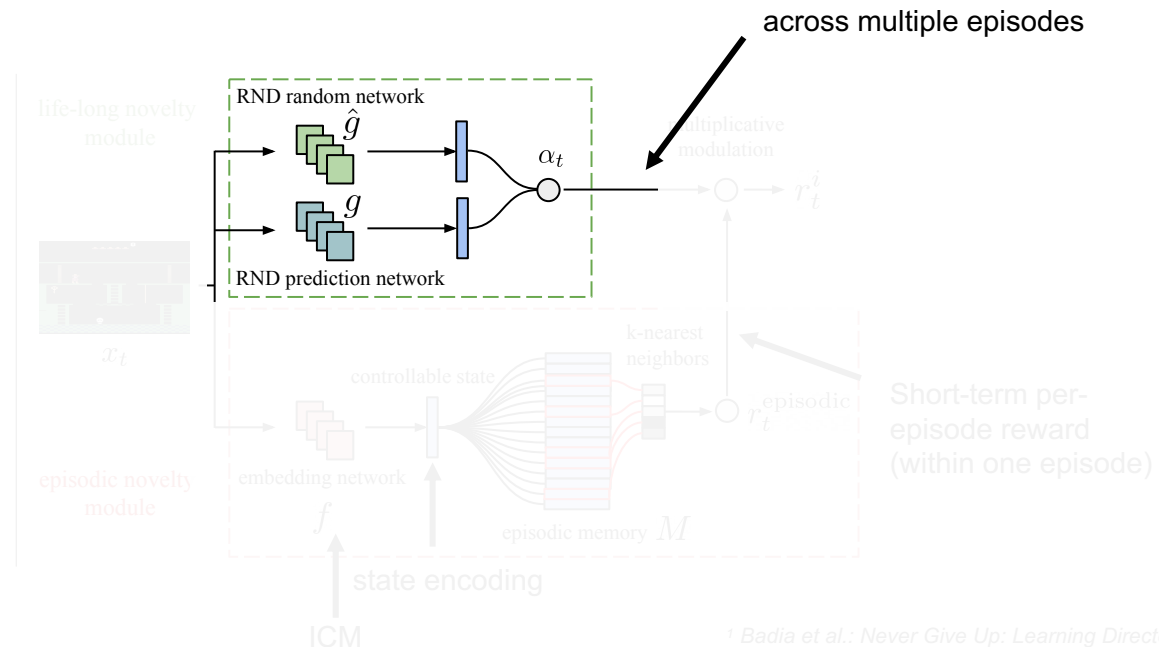 across multiple episodes
life-long novelty
module
RND random network
ĝ
α_t
multiplicative
modulation
r_t^i
g
RND prediction network
x_t
k-nearest
neighbors
controllable state
r_t^episodic
Short-term per-
episode reward
(within one episode)
episodic novelty
module
embedding network
f
episodic memory M
state encoding
ICM
¹ Badia et al.: Never Give Up: Learning Direct